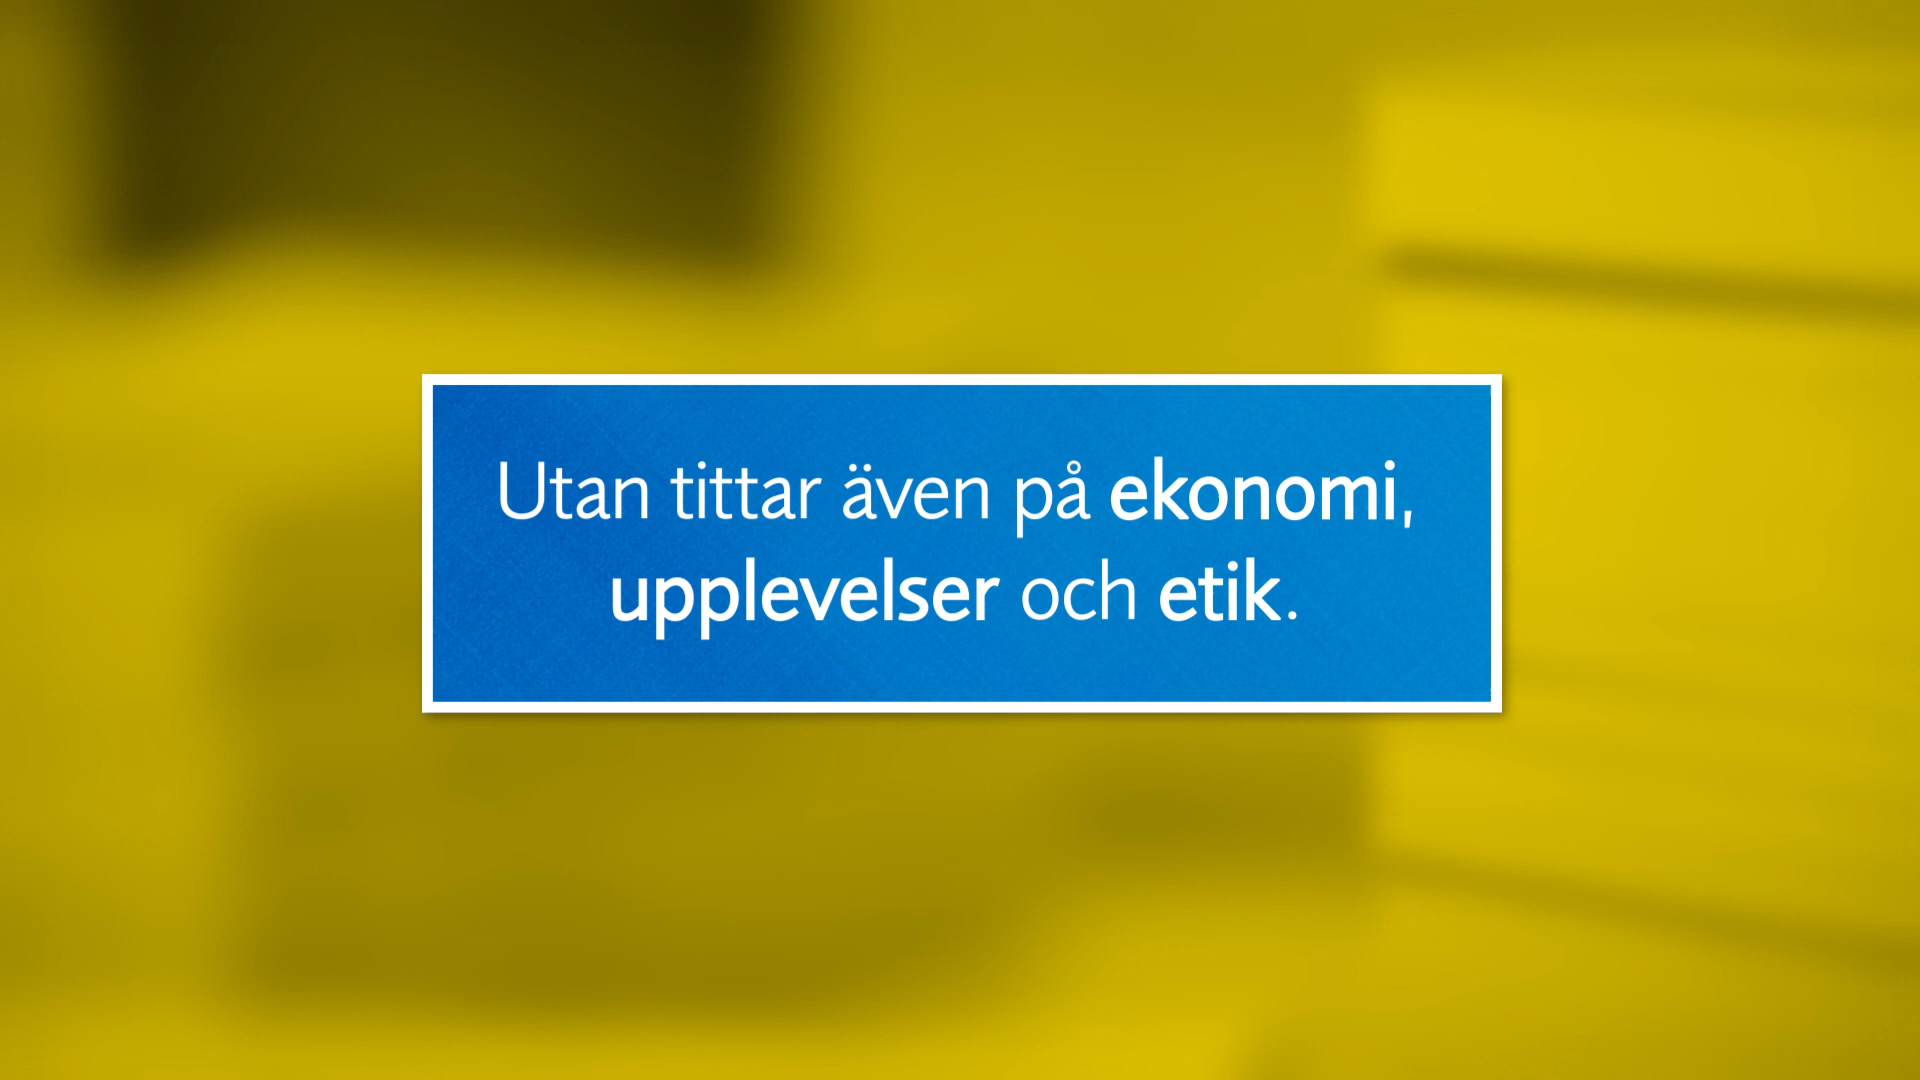 Utan tittar även på ekonomi,
upplevelser och etik.